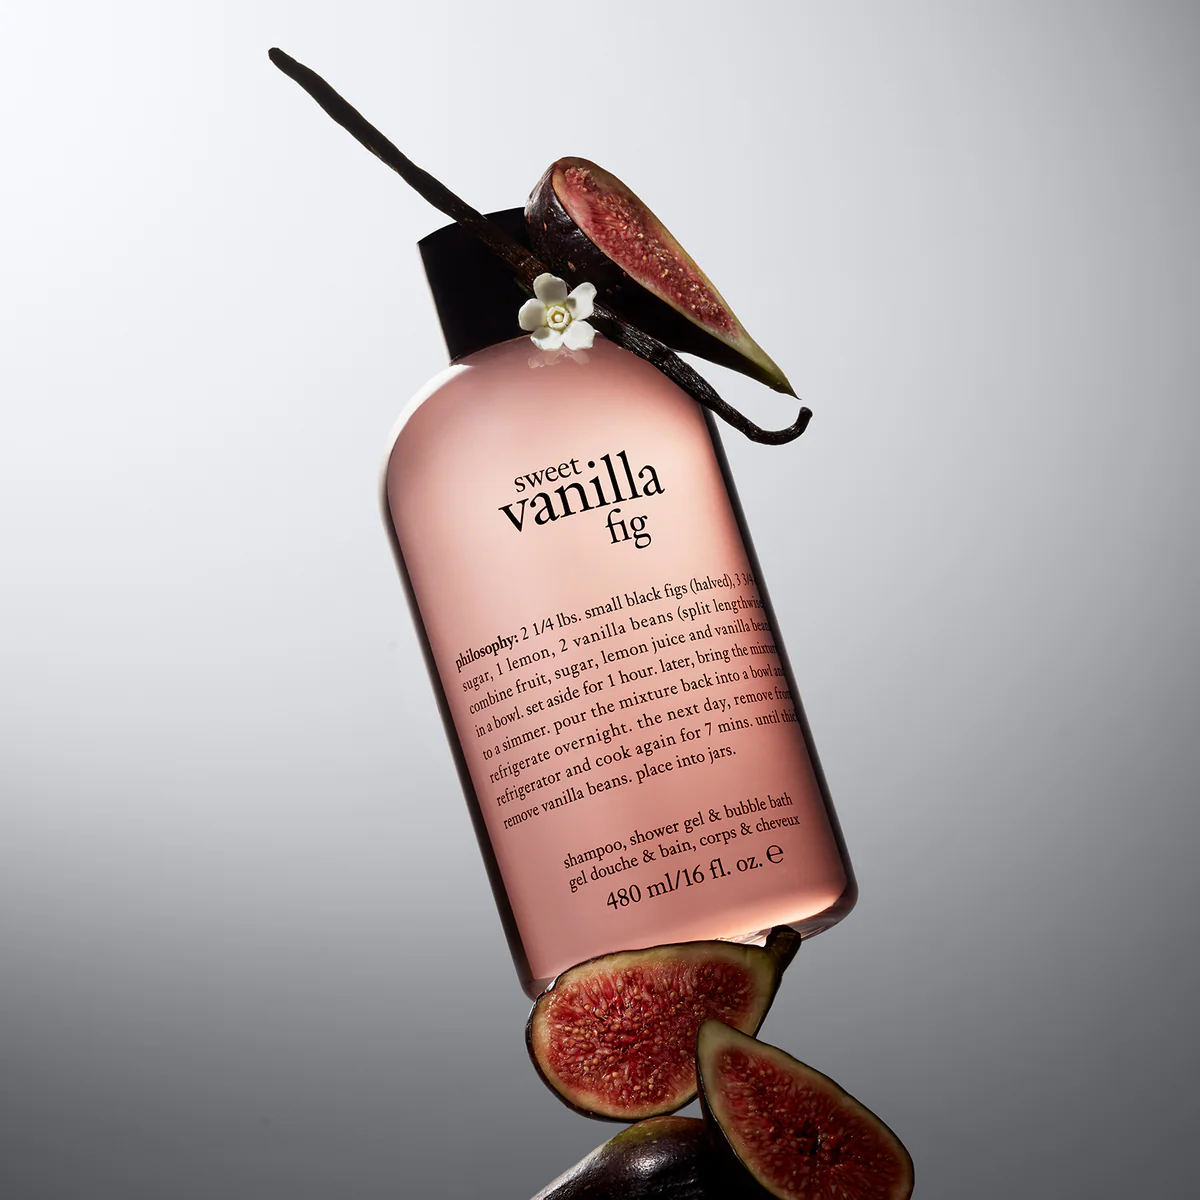 sweet
vanilla
fig
philosophy: 2 1/4 lbs. small black figs (halved), 3 3/4
sugar, 1 lemon, 2 vanilla beans (split lengthwise
combine fruit, sugar, lemon juice and vanilla beans
in a bowl. set aside for 1 hour. later, bring the mixture
to a simmer. pour the mixture back into a bowl and
refrigerate overnight. the next day, remove from
refrigerator and cook again for 7 mins. until thick
remove vanilla beans. place into jars.
shampoo, shower gel & bubble bath
gel douche & bain, corps & cheveux
480 ml/16 fl. oz. ℮